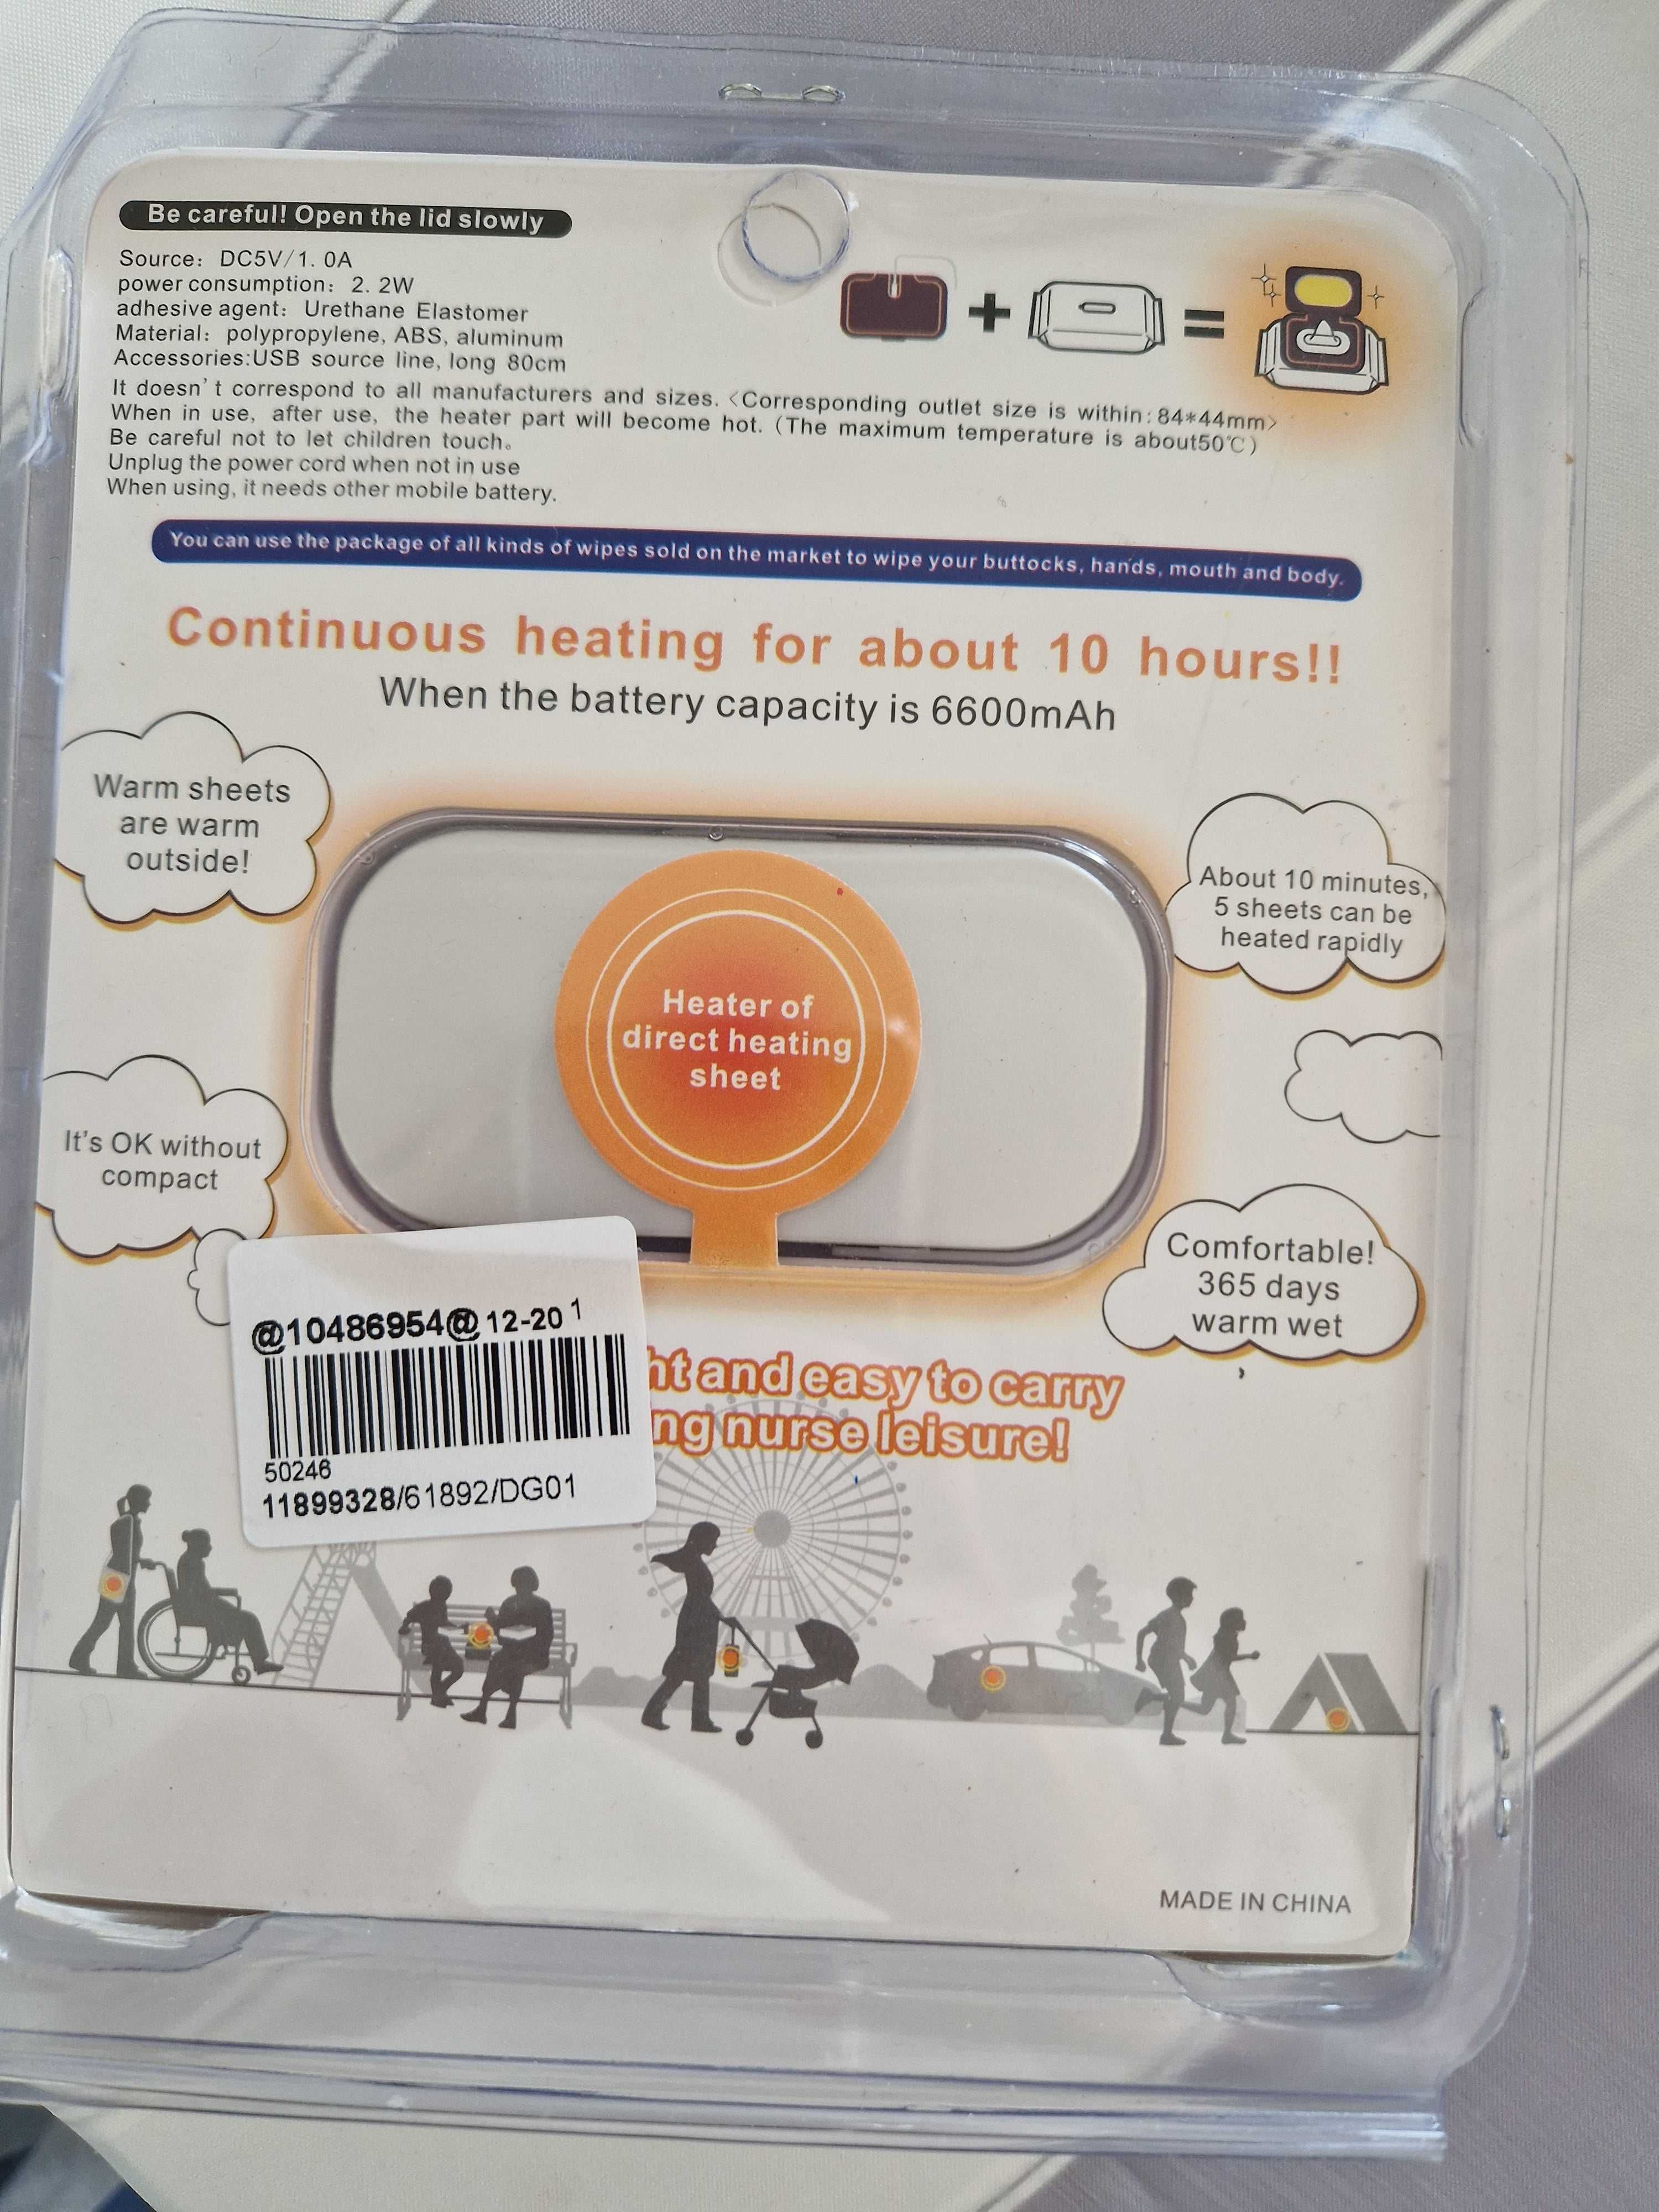 Be careful! Open the lid slowly
Source: DC5V/1. 0A
power consumption: 2. 2W
adhesive agent: Urethane Elastomer
Material: polypropylene, ABS, aluminum
Accessories:USB source line, long 80cm
It doesn't correspond to all manufacturers and sizes. <Corresponding outlet size is within:84*44mm>
When in use, after use, the heater part will become hot. (The maximum temperature is about50℃)
Be careful not to let children touch。
Unplug the power cord when not in use
When using, it needs other mobile battery.
You can use the package of all kinds of wipes sold on the market to wipe your buttocks, hands, mouth and body.
Continuous heating for about 10 hours!!
When the battery capacity is 6600mAh
Warm sheets
are warm
outside!
About 10 minutes,
5 sheets can be
heated rapidly
Heater of
direct heating
sheet
It's OK without
compact
Comfortable!
365 days
warm wet
@10486954@ 12-20 1
50246
11899328/61892/DG01
and easy to carry
nurse leisure!
MADE IN CHINA